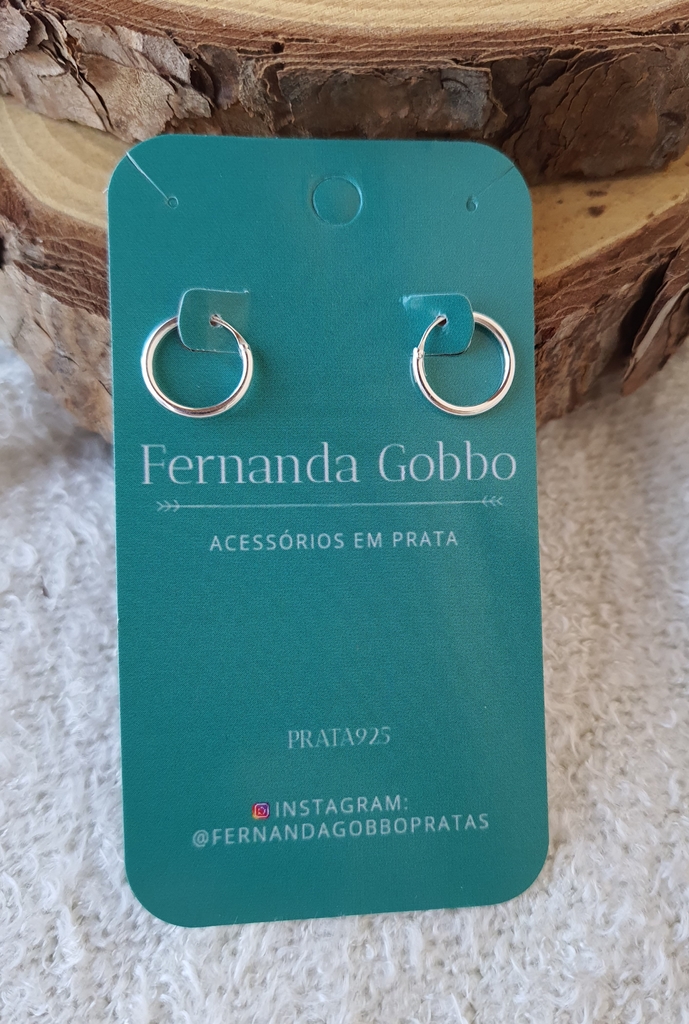 Fernanda Gobbo
ACESSÓRIOS EM PRATA
PRATA925
INSTAGRAM:
@FERNANDAGOBBOPRATAS